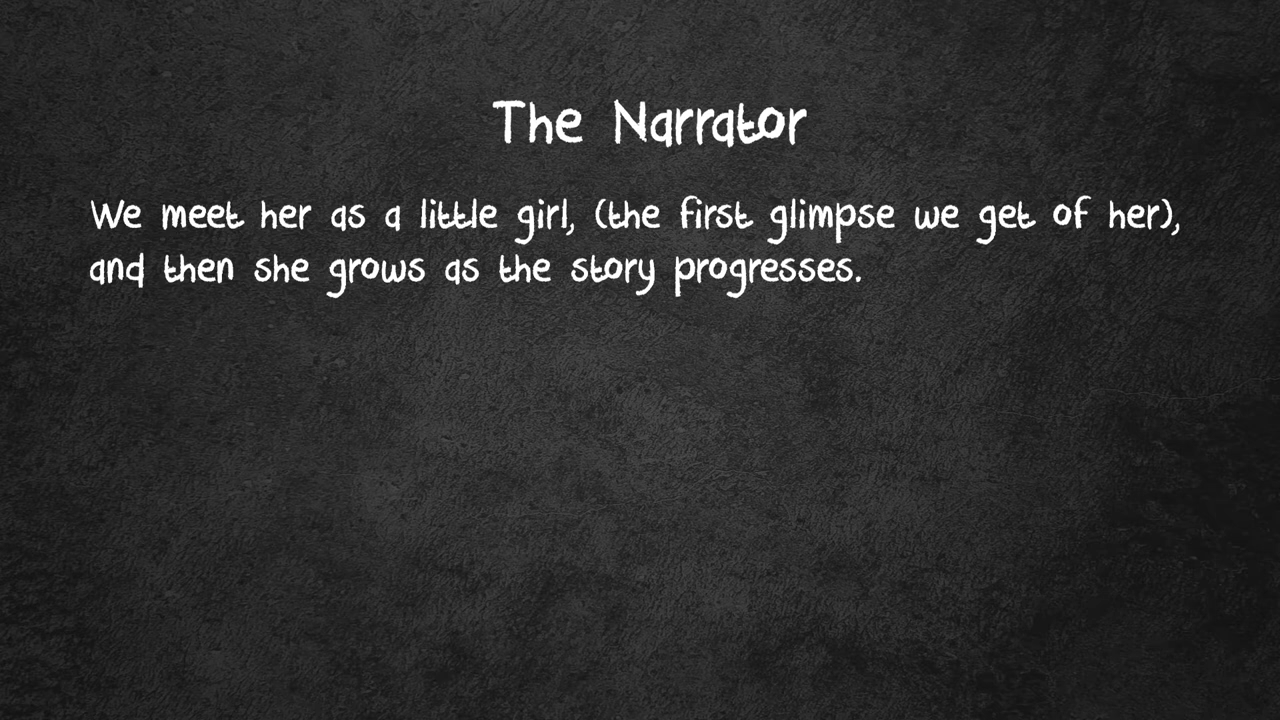 The Narrator
We meet her as a little girl, (the first glimpse we get of her),
and then she grows as the story progresses.